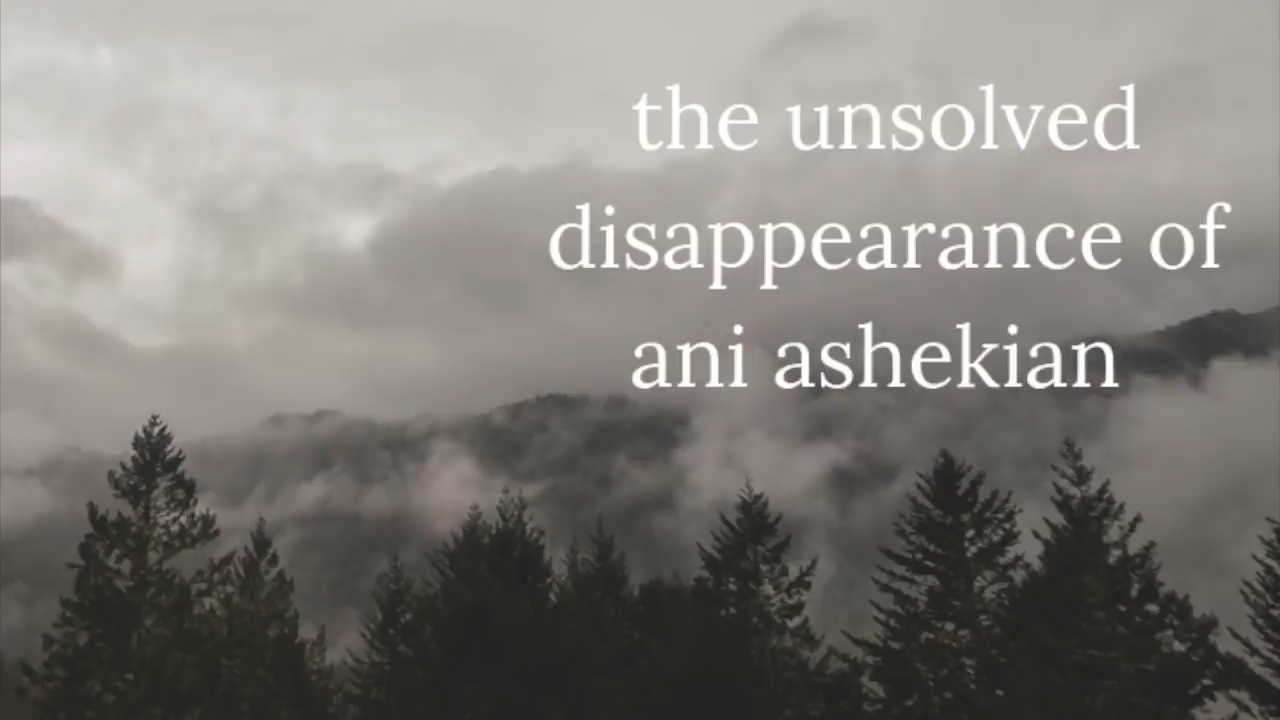 the unsolved
disappearance of
ani ashekian